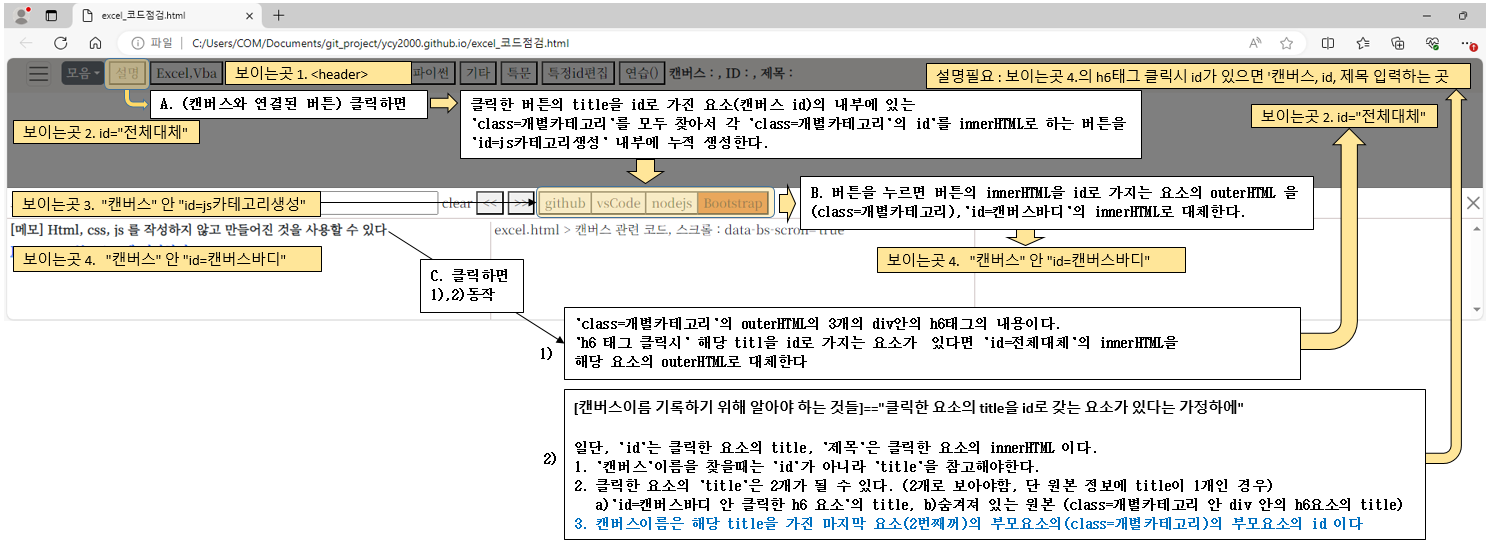 excel_코드점검.html
파일
C:/Users/COM/Documents/git_project/ycy2000.github.io/excel_코드점검.html
모음
설명
Excel,Vba
보이는곳 1. <header>
파이썬
기타
특문
특정id편집
연습()
캔버스 : , ID : , 제목 :
설명필요 : 보이는곳 4.의 h6태그 클릭시 id가 있으면 '캔버스, id, 제목 입력하는 곳
A. (캔버스와 연결된 버튼) 클릭하면
클릭한 버튼의 title을 id로 가진 요소(캔버스 id)의 내부에 있는
`class=개별카테고리`를 모두 찾아서 각 `class=개별카테고리`의 id`를 innerHTML로 하는 버튼을
`id=js카테고리생성` 내부에 누적 생성한다.
보이는곳 2. id="전체대체"
보이는곳 2. id="전체대체"
보이는곳 3. "캔버스" 안 "id=js카테고리생성"
clear
<<
>>
github
vsCode
nodejs
Bootstrap
B. 버튼을 누르면 버튼의 innerHTML을 id로 가지는 요소의 outerHTML 을
(class=개별카테고리),`id=캔버스바디`의 innerHTML로 대체한다.
[메모] Html, css, js 를 작성하지 않고 만들어진 것을 사용할 수 있다
excel.html > 캔버스 관련 코드, 스크롤 : data-bs-scroll="true
보이는곳 4. "캔버스" 안 "id=캔버스바디"
보이는곳 4. "캔버스" 안 "id=캔버스바디"
C. 클릭하면
1),2)동작
1)
`class=개별카테고리`의 outerHTML의 3개의 div안의 h6태그의 내용이다.
`h6 태그 클릭시` 해당 titl을 id로 가지는 요소가 있다면 `id=전체대체`의 innerHTML을
해당 요소의 outerHTML로 대체한다
2)
[캔버스이름 기록하기 위해 알아야 하는 것들]=="클릭한 요소의 title을 id로 갖는 요소가 있다는 가정하에"
일단, `id`는 클릭한 요소의 title, `제목`은 클릭한 요소의 innerHTML 이다.
1. `캔버스`이름을 찾을때는 `id`가 아니라 `title`을 참고해야한다.
2. 클릭한 요소의 `title`은 2개가 될 수 있다. (2개로 보아야함, 단 원본 정보에 title이 1개인 경우)
a)`id=캔버스바디 안 클릭한 h6 요소`의 title, b)숨겨져 있는 원본 (class=개별카테고리 안 div 안의 h6요소의 title)
3. 캔버스이름은 해당 title을 가진 마지막 요소(2번째꺼)의 부모요소의(class=개별카테고리)의 부모요소의 id 이다